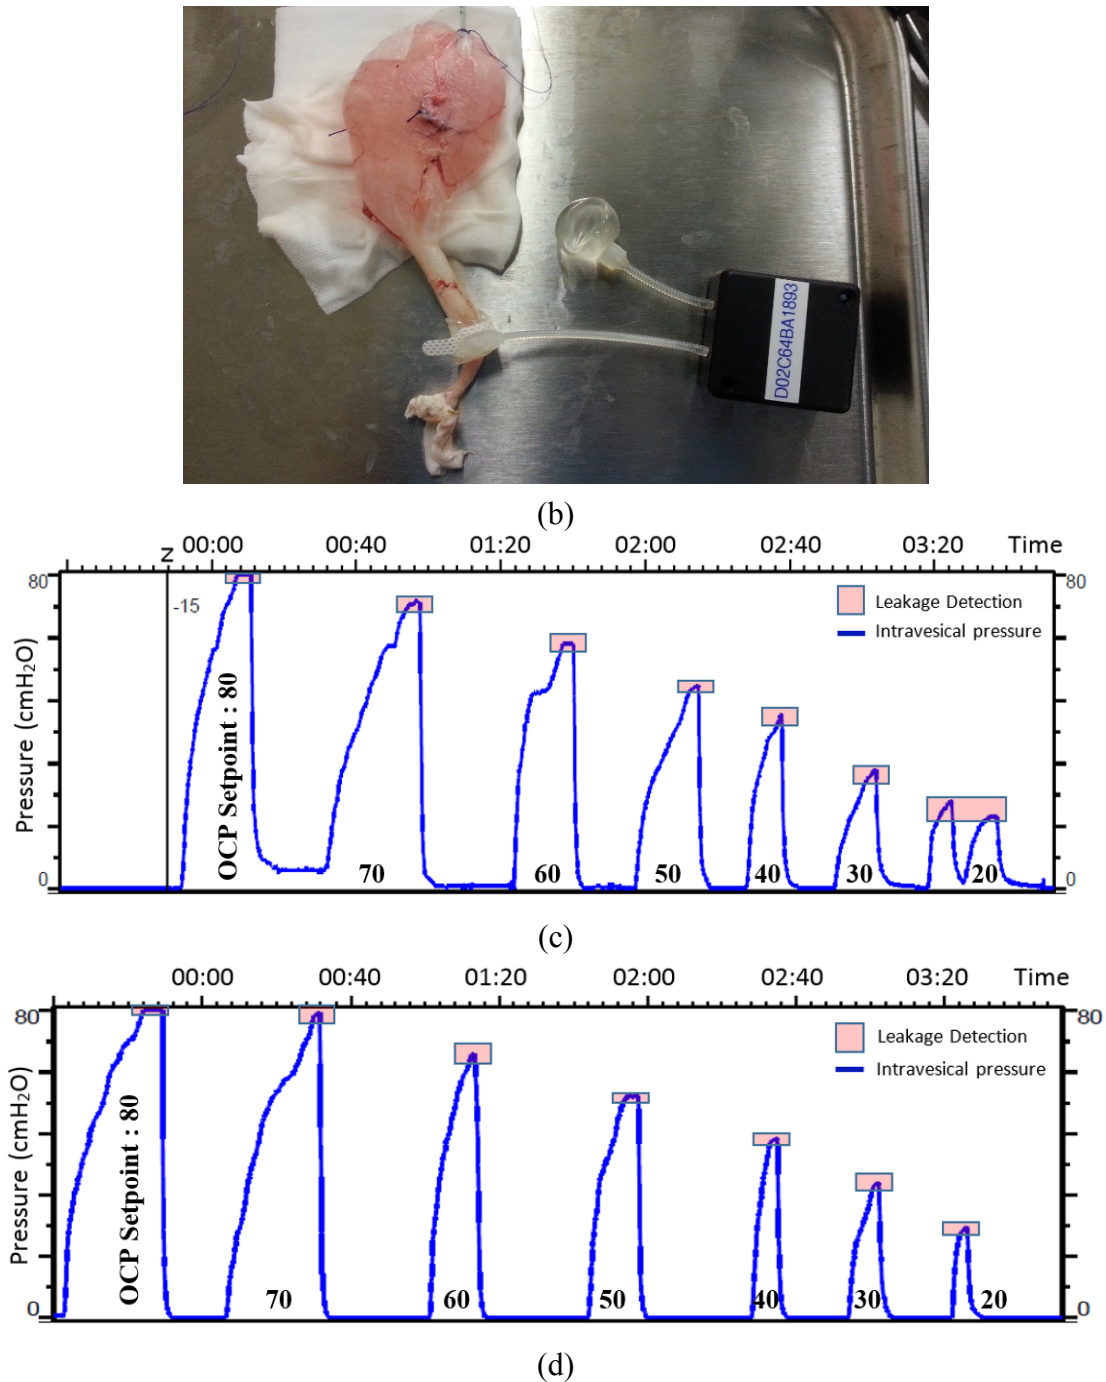 D02C64BA1893
(b)
z 00:00 00:40 01:20 02:00 02:40 03:20 Time
80 80
-15
Leakage Detection
Intravesical pressure
Pressure (cmH₂O)
OCP Setpoint : 80
70 60 50 40 30 20
0 0
(c)
00:00 00:40 01:20 02:00 02:40 03:20 Time
80 80
Leakage Detection
Intravesical pressure
Pressure (cmH₂O)
OCP Setpoint : 80
70 60 50 40 30 20
0 0
(d)